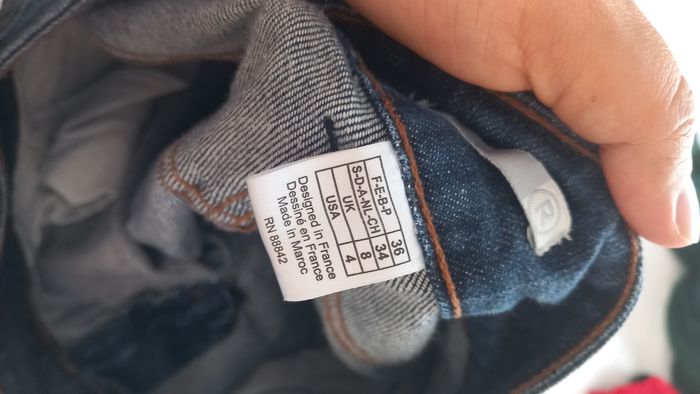 F-E-B-P 36
S-D-A-NL-CH 34
UK 8
USA 4
Designed in France
Dessiné en France
Made in Maroc
RN 88842
R